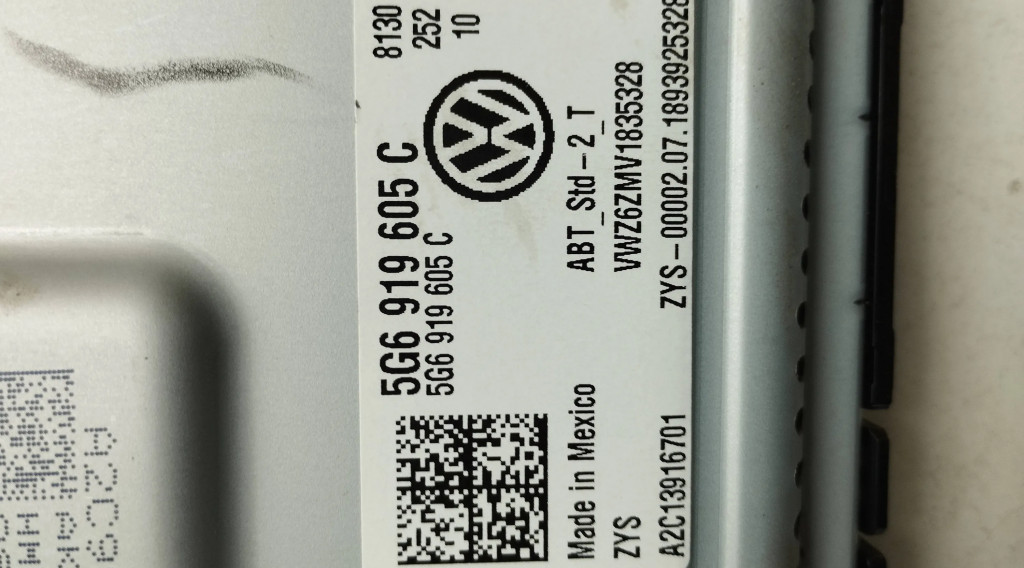 8130
252
10
5G6 919 605 C
5G6 919 605 C
ABT_Std-2_T
VWZ6ZMV1835328
ZYS-00002.07.1893925328
Made in Mexico
ZYS
A2C13916701